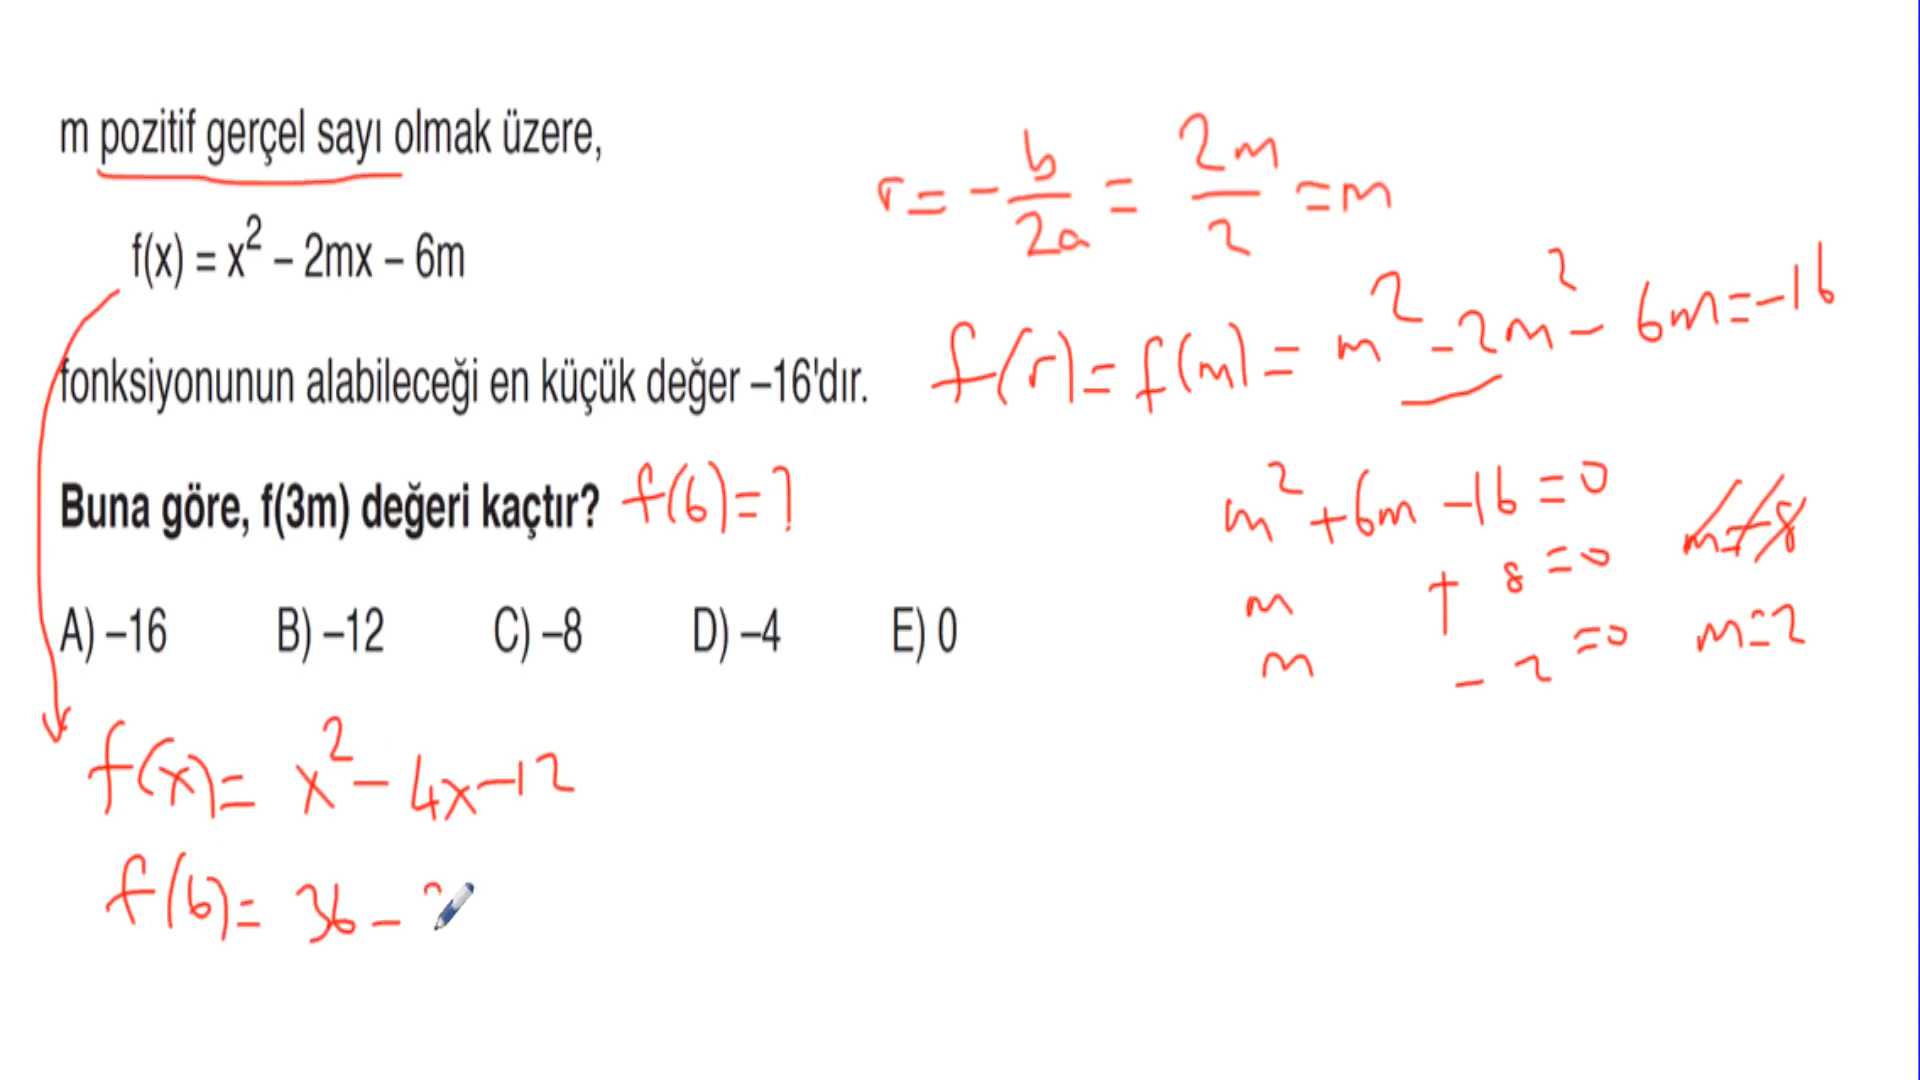 m pozitif gerçel sayı olmak üzere,
f(x) = x² – 2mx – 6m
fonksiyonunun alabileceği en küçük değer –16'dır.
Buna göre, f(3m) değeri kaçtır? f(6)=?
A) –16 B) –12 C) –8 D) –4 E) 0
f(x)= x² – 4x – 12
f(6)= 36 –
r = – b/2a = 2m/2 = m
f(r) = f(m) = m² – 2m² – 6m = –16
m² + 6m – 16 = 0
m + 8 = 0 m=–8
m – 2 = 0 m=2